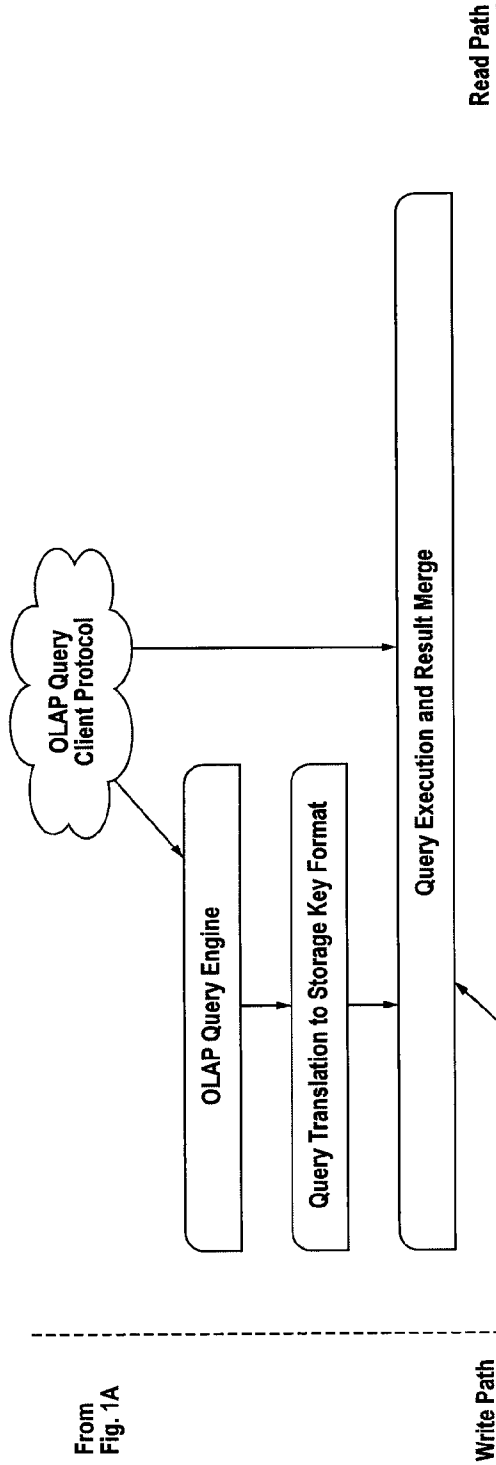 From
Fig. 1A
OLAP Query
Client Protocol
OLAP Query Engine
Query Translation to Storage Key Format
Query Execution and Result Merge
Write Path
Read Path